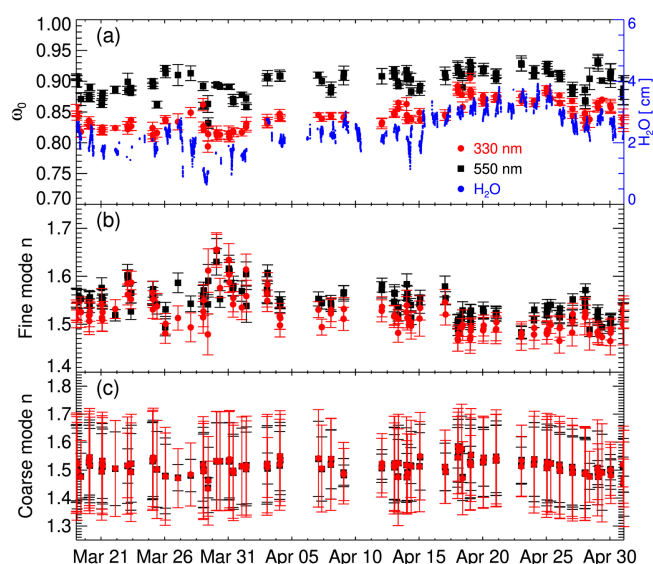 1.00
0.95
0.90
0.85
0.80
0.75
0.70
ω₀
(a)
6
4
2
0
H₂O [ cm ]
330 nm
550 nm
H₂O
(b)
1.7
1.6
1.5
1.4
Fine mode n
(c)
1.8
1.7
1.6
1.5
1.4
1.3
Coarse mode n
Mar 21 Mar 26 Mar 31 Apr 05 Apr 10 Apr 15 Apr 20 Apr 25 Apr 30